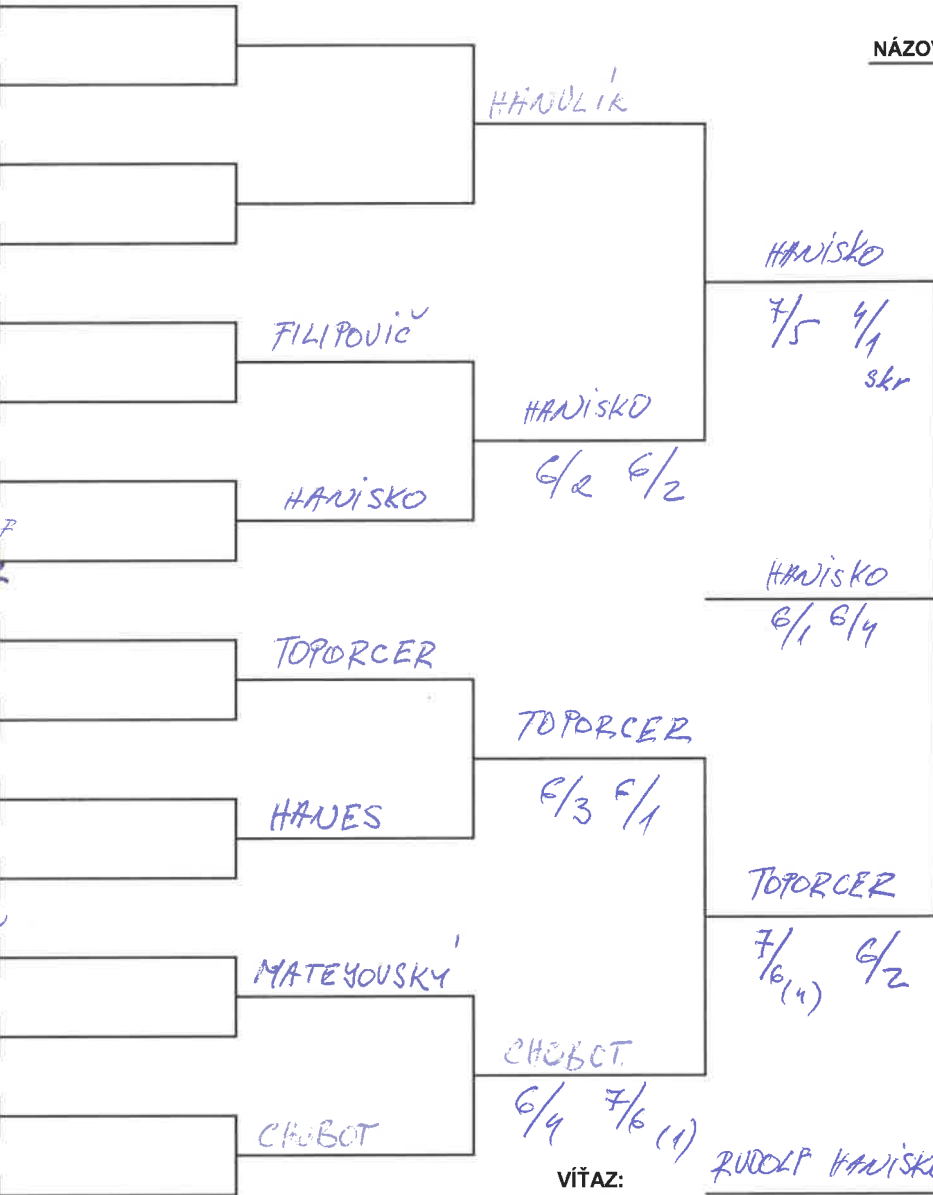 NÁZOV
HANULÍK
HANISKO
7/5 4/1
skr
FILIPOVIČ
HANISKO
6/2 6/2
HANISKO
HANISKO
6/1 6/4
TOPORCER
TOPORCER
6/3 6/1
HANES
TOPORCER
7/6 (4) 6/2
MATEYOVSKÝ
CHOBOT
6/4 7/6 (1)
CHOBOT
VÍŤAZ: RUDOLF HANISKO